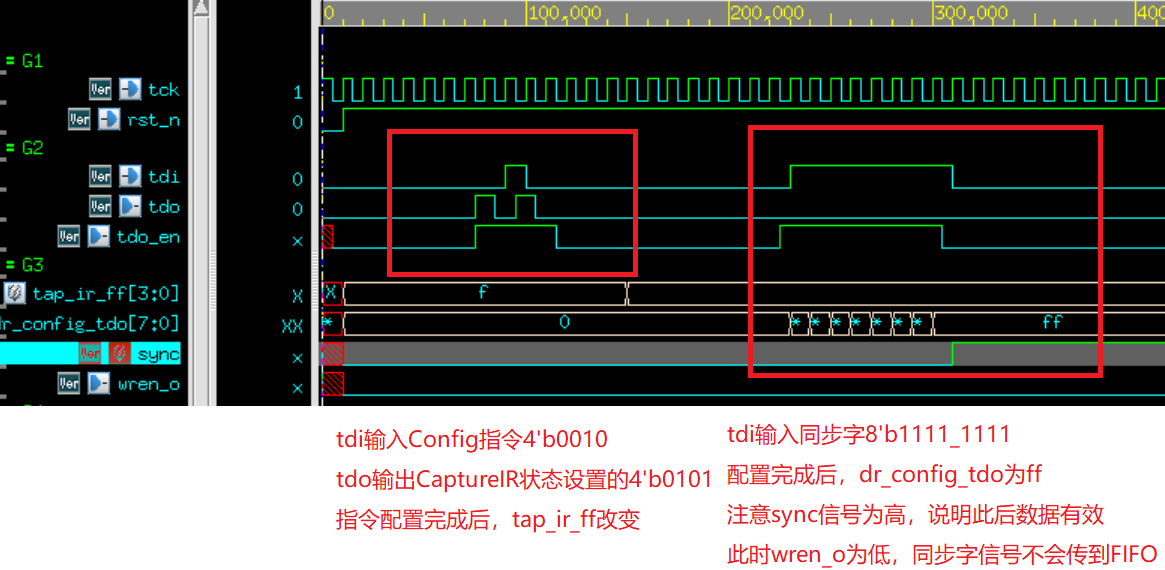 0 100,000 200,000 300,000 400
= G1
Ver tck 1
Ver rst_n 0
= G2
Ver tdi 0
Ver tdo 0
Ver tdo_en x
= G3
tap_ir_ff[3:0] X X f
r_config_tdo[7:0] XX * 0 * * * * * * * ff
Ver sync x
Ver wren_o x
tdi输入Config指令4'b0010
tdo输出CaptureIR状态设置的4'b0101
指令配置完成后，tap_ir_ff改变
tdi输入同步字8'b1111_1111
配置完成后，dr_config_tdo为ff
注意sync信号为高，说明此后数据有效
此时wren_o为低，同步字信号不会传到FIFO